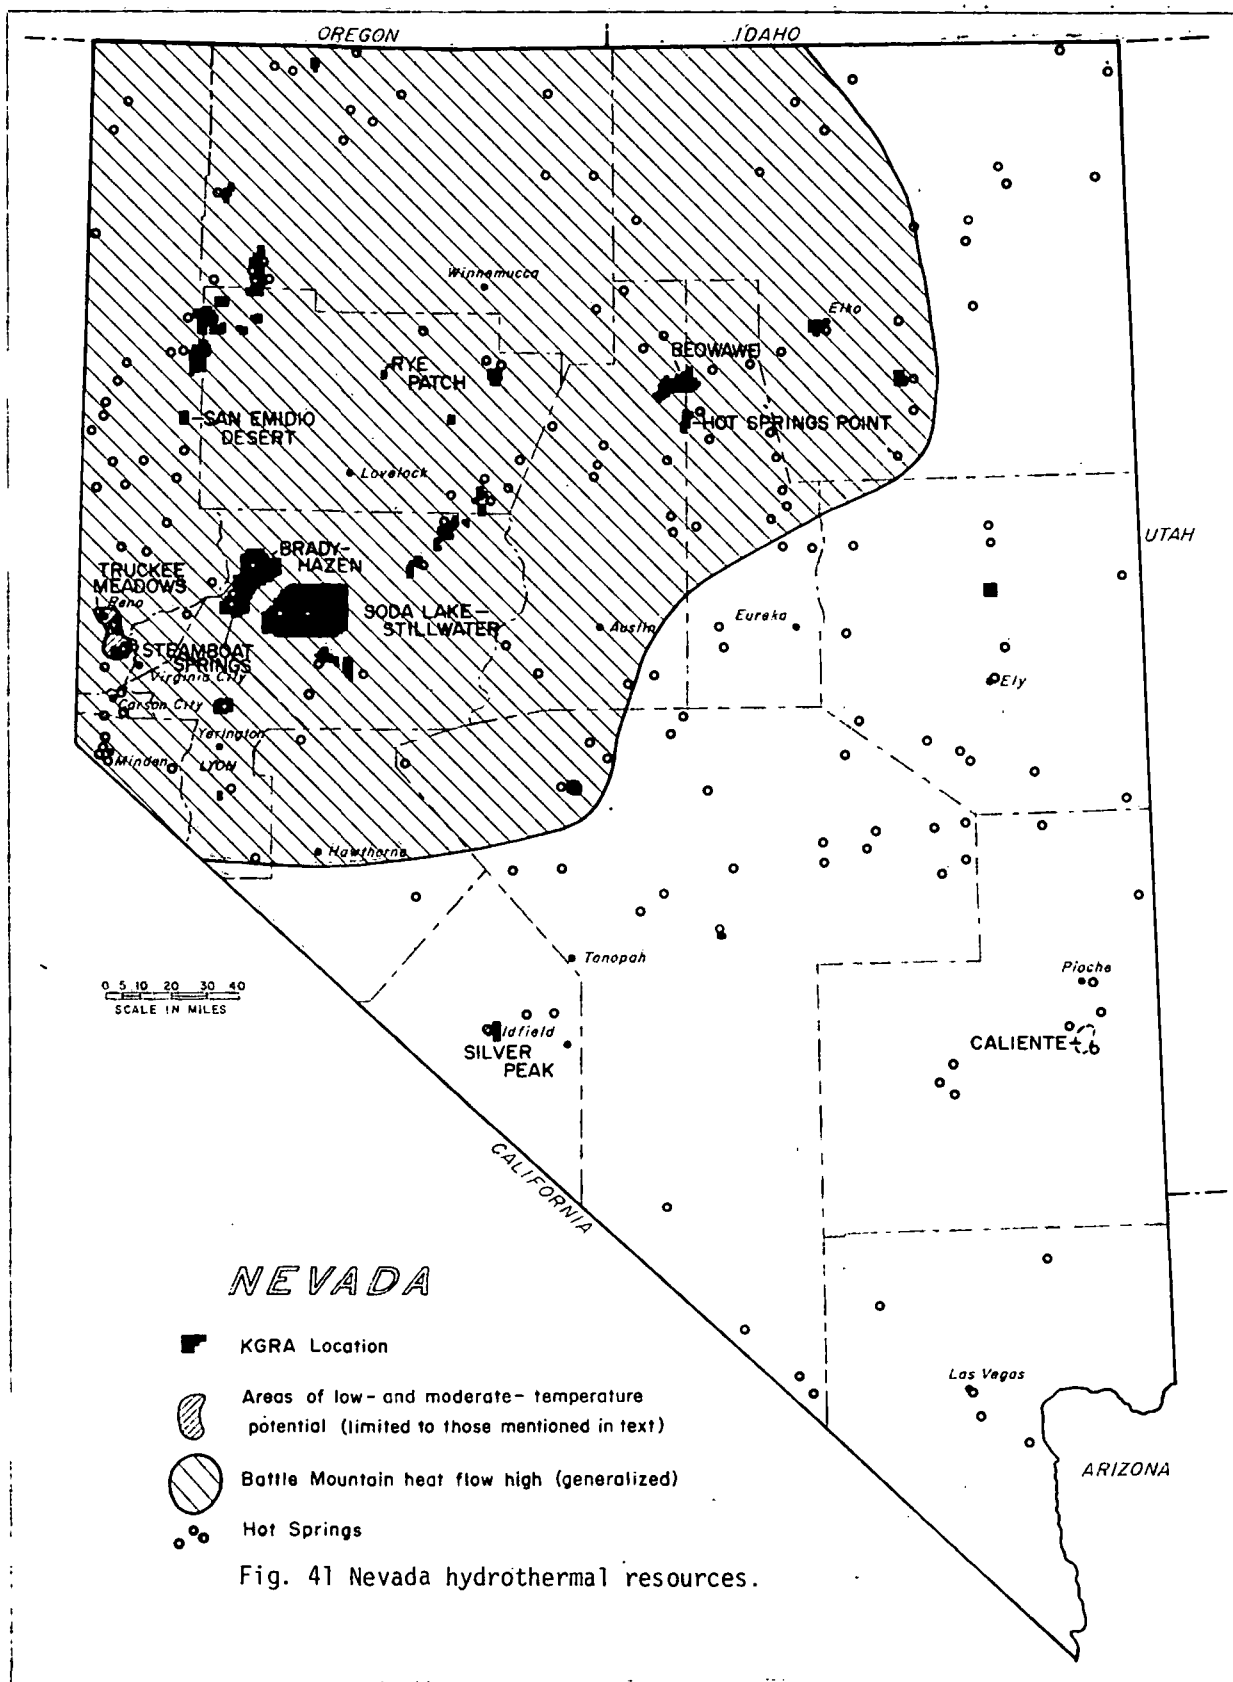 OREGON
IDAHO
Winnemucca
Elko
BEOWAWE
RYE
PATCH
SAN EMIDIO
DESERT
HOT SPRINGS POINT
Lovelock
UTAH
BRADY-
HAZEN
TRUCKEE
MEADOWS
Reno
SODA LAKE-
STILLWATER
Austin
Eureka
STEAMBOAT
SPRINGS
Virginia City
Ely
Carson City
Yerington
Minden
LYON
Hawthorne
Tonopah
Pioche
0 5 10 20 30 40
SCALE IN MILES
ldfield
SILVER
PEAK
CALIENTE
CALIFORNIA
NEVADA
KGRA Location
Areas of low- and moderate- temperature
potential (limited to those mentioned in text)
Las Vegas
ARIZONA
Battle Mountain heat flow high (generalized)
Hot Springs
Fig. 41 Nevada hydrothermal resources.